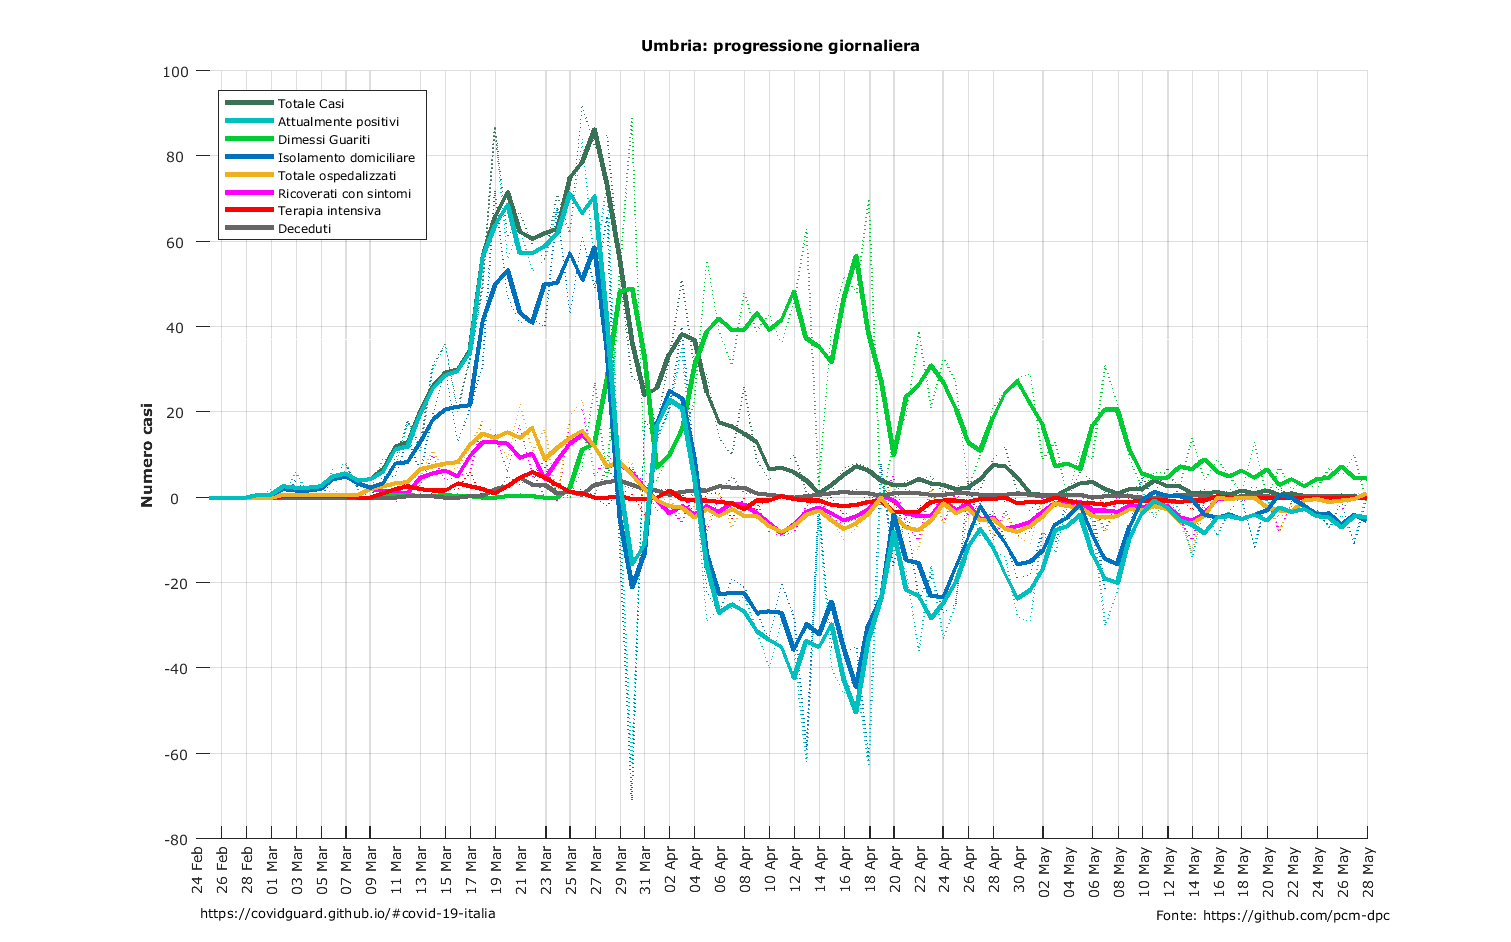 Umbria: progressione giornaliera
100
80
60
40
20
0
-20
-40
-60
-80
Numero casi
Totale Casi
Attualmente positivi
Dimessi Guariti
Isolamento domiciliare
Totale ospedalizzati
Ricoverati con sintomi
Terapia intensiva
Deceduti
24 Feb
26 Feb
28 Feb
01 Mar
03 Mar
05 Mar
07 Mar
09 Mar
11 Mar
13 Mar
15 Mar
17 Mar
19 Mar
21 Mar
23 Mar
25 Mar
27 Mar
29 Mar
31 Mar
02 Apr
04 Apr
06 Apr
08 Apr
10 Apr
12 Apr
14 Apr
16 Apr
18 Apr
20 Apr
22 Apr
24 Apr
26 Apr
28 Apr
30 Apr
02 May
04 May
06 May
08 May
10 May
12 May
14 May
16 May
18 May
20 May
22 May
24 May
26 May
28 May
https://covidguard.github.io/#covid-19-italia
Fonte: https://github.com/pcm-dpc